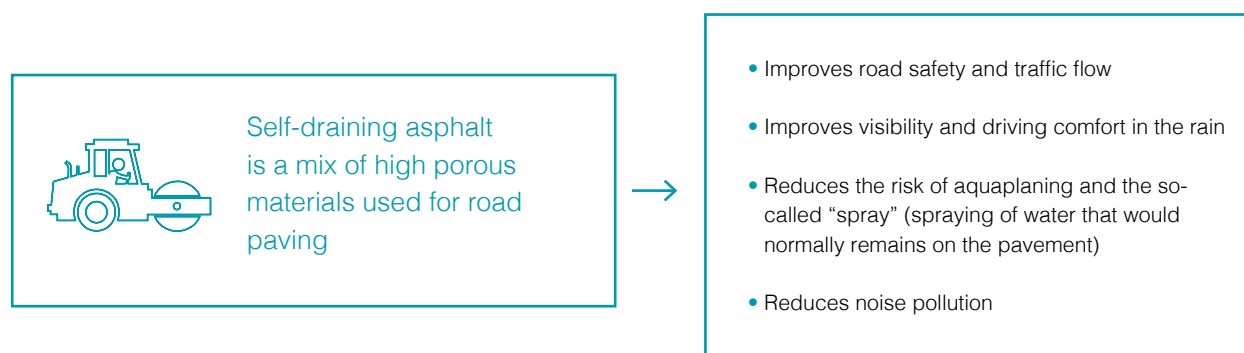 Self-draining asphalt
is a mix of high porous
materials used for road
paving
• Improves road safety and traffic flow
• Improves visibility and driving comfort in the rain
• Reduces the risk of aquaplaning and the so-
called “spray” (spraying of water that would
normally remains on the pavement)
• Reduces noise pollution